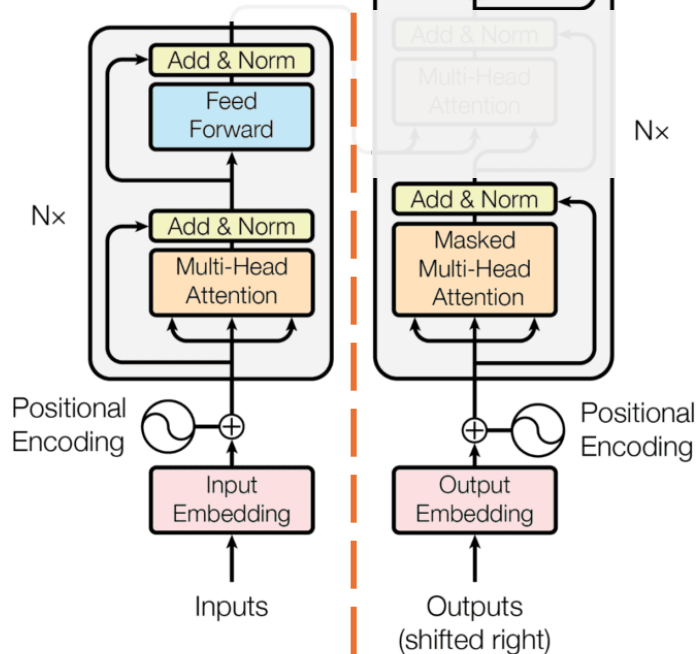 Add & Norm
Feed
Forward
Add & Norm
Multi-Head
Attention
Nx
Positional
Encoding
Input
Embedding
Inputs
Add & Norm
Multi-Head
Attention
Nx
Add & Norm
Masked
Multi-Head
Attention
Positional
Encoding
Output
Embedding
Outputs
(shifted right)